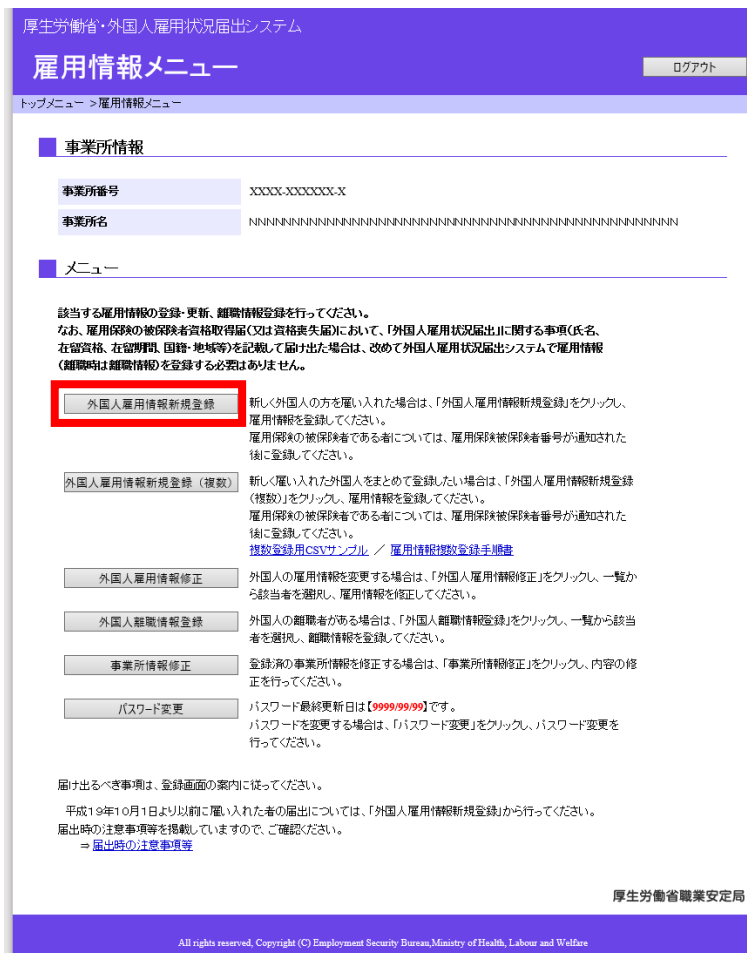 厚生労働省・外国人雇用状況届出システム
雇用情報メニュー
ログアウト
トップメニュー >雇用情報メニュー
事業所情報
事業所番号 XXXX-XXXXXX-X
事業所名 NNNNNNNNNNNNNNNNNNNNNNNNNNNNNNNNNNNNNNNNNNNNNNNNNNNNNN
メニュー
該当する雇用情報の登録・更新、離職情報登録を行ってください。
なお、雇用保険の被保険者資格取得届(又は資格喪失届)において、「外国人雇用状況届出」に関する事項(氏名、
在留資格、在留期間、国籍・地域等)を記載して届け出た場合は、改めて外国人雇用状況届出システムで雇用情報
(離職時は離職情報)を登録する必要はありません。
外国人雇用情報新規登録
新しく外国人の方を雇い入れた場合は、「外国人雇用情報新規登録」をクリックし、
雇用情報を登録してください。
雇用保険の被保険者である者については、雇用保険被保険者番号が通知された
後に登録してください。
外国人雇用情報新規登録（複数）
新しく雇い入れた外国人をまとめて登録したい場合は、「外国人雇用情報新規登録
(複数)」をクリックし、雇用情報を登録してください。
雇用保険の被保険者である者については、雇用保険被保険者番号が通知された
後に登録してください。
複数登録用CSVサンプル ／ 雇用情報複数登録手順書
外国人雇用情報修正
外国人の雇用情報を変更する場合は、「外国人雇用情報修正」をクリックし、一覧か
ら該当者を選択し、雇用情報を修正してください。
外国人離職情報登録
外国人の離職者がある場合は、「外国人離職情報登録」をクリックし、一覧から該当
者を選択し、離職情報を登録してください。
事業所情報修正
登録済の事業所情報を修正する場合は、「事業所情報修正」をクリックし、内容の修
正を行ってください。
パスワード変更
パスワード最終更新日は【9999/99/99】です。
パスワードを変更する場合は、「パスワード変更」をクリックし、パスワード変更を
行ってください。
届け出るべき事項は、登録画面の案内に従ってください。
平成19年10月1日より以前に雇い入れた者の届出については、「外国人雇用情報新規登録」から行ってください。
届出時の注意事項等を掲載していますので、ご確認ください。
⇒ 届出時の注意事項等
厚生労働省職業安定局
All rights reserved, Copyright (C) Employment Security Bureau,Ministry of Health, Labour and Welfare